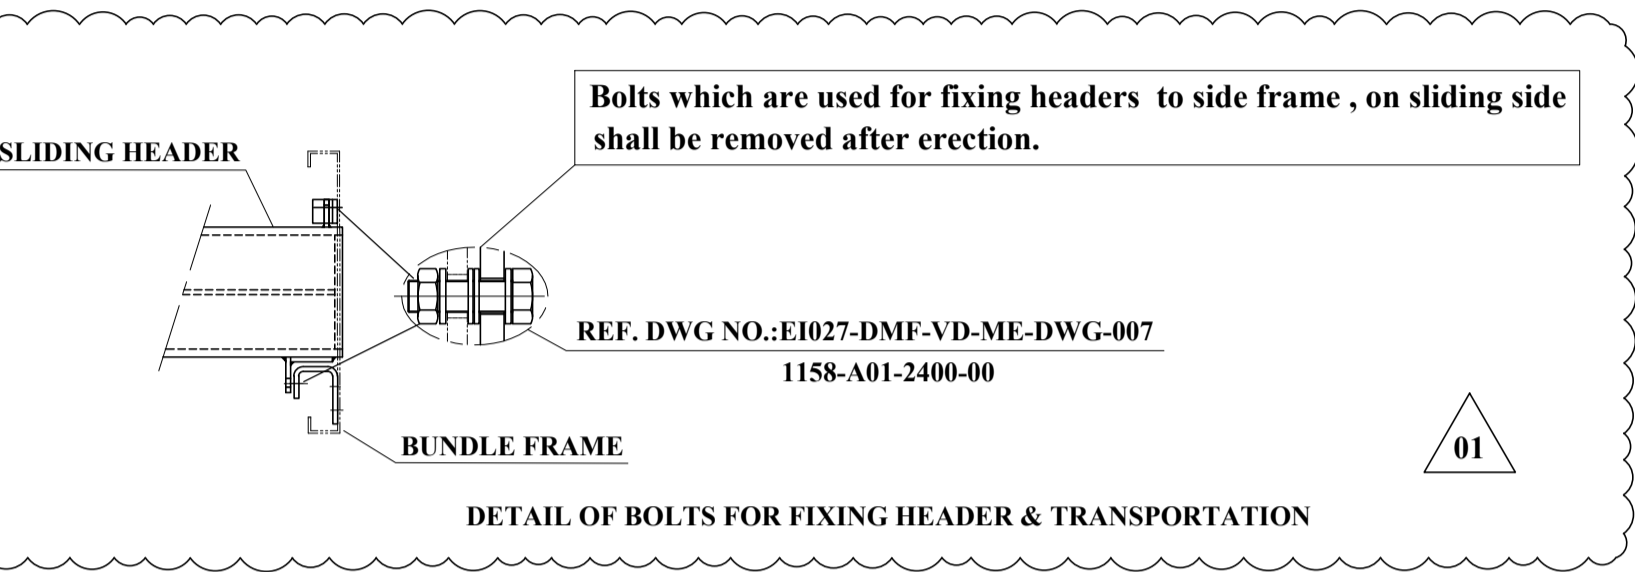 Bolts which are used for fixing headers to side frame , on sliding side
shall be removed after erection.
SLIDING HEADER
REF. DWG NO.:EI027-DMF-VD-ME-DWG-007
1158-A01-2400-00
BUNDLE FRAME
01
DETAIL OF BOLTS FOR FIXING HEADER & TRANSPORTATION